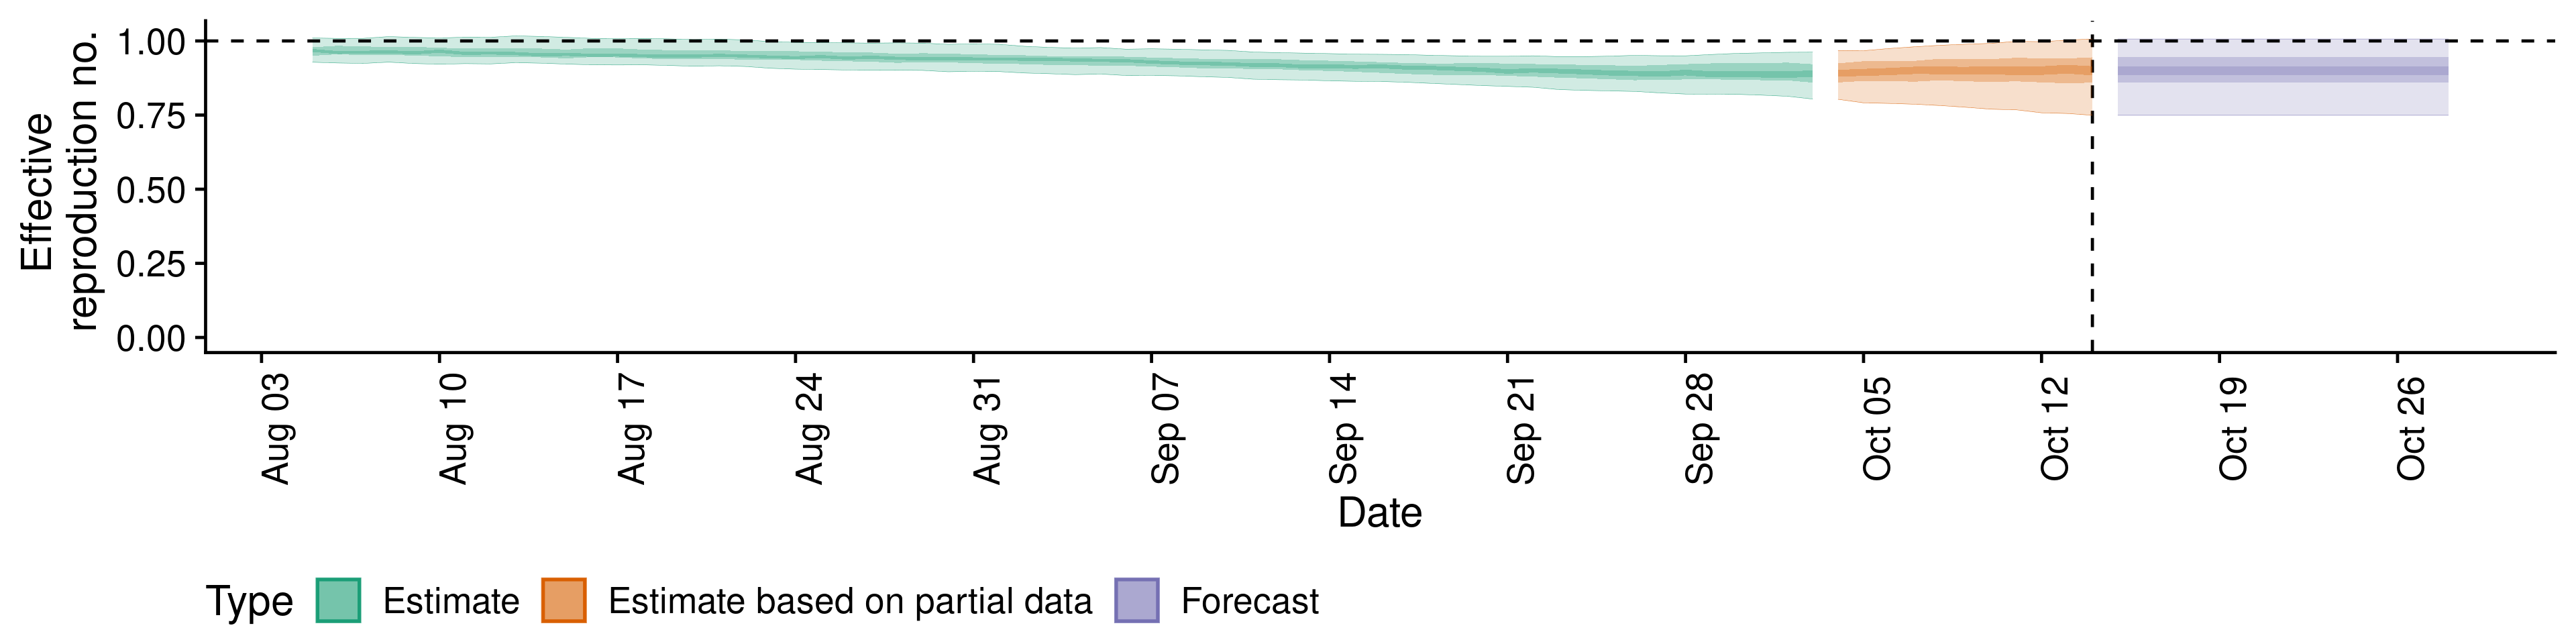 Effective
reproduction no.
1.00
0.75
0.50
0.25
0.00
Aug 03
Aug 10
Aug 17
Aug 24
Aug 31
Sep 07
Sep 14
Sep 21
Sep 28
Oct 05
Oct 12
Oct 19
Oct 26
Date
Type Estimate Estimate based on partial data Forecast